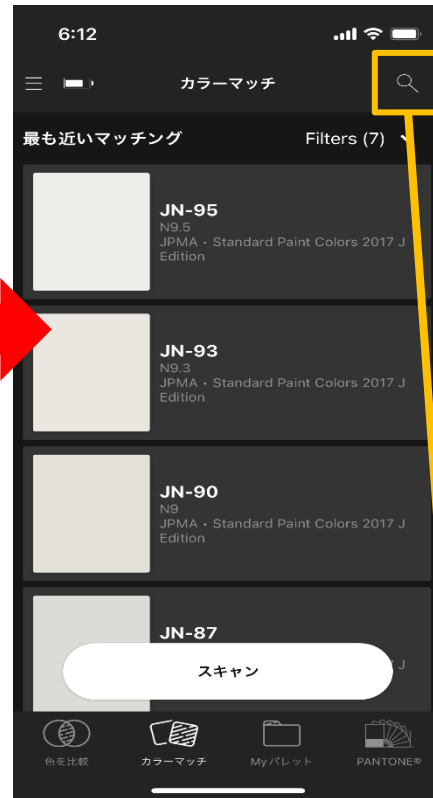 6:12
カラーマッチ
最も近いマッチング
Filters (7)
JN-95
N9.5
JPMA • Standard Paint Colors 2017 J
Edition
JN-93
N9.3
JPMA • Standard Paint Colors 2017 J
Edition
JN-90
N9
JPMA • Standard Paint Colors 2017 J
Edition
JN-87
J
スキャン
色を比較
カラーマッチ
Myパレット
PANTONE®